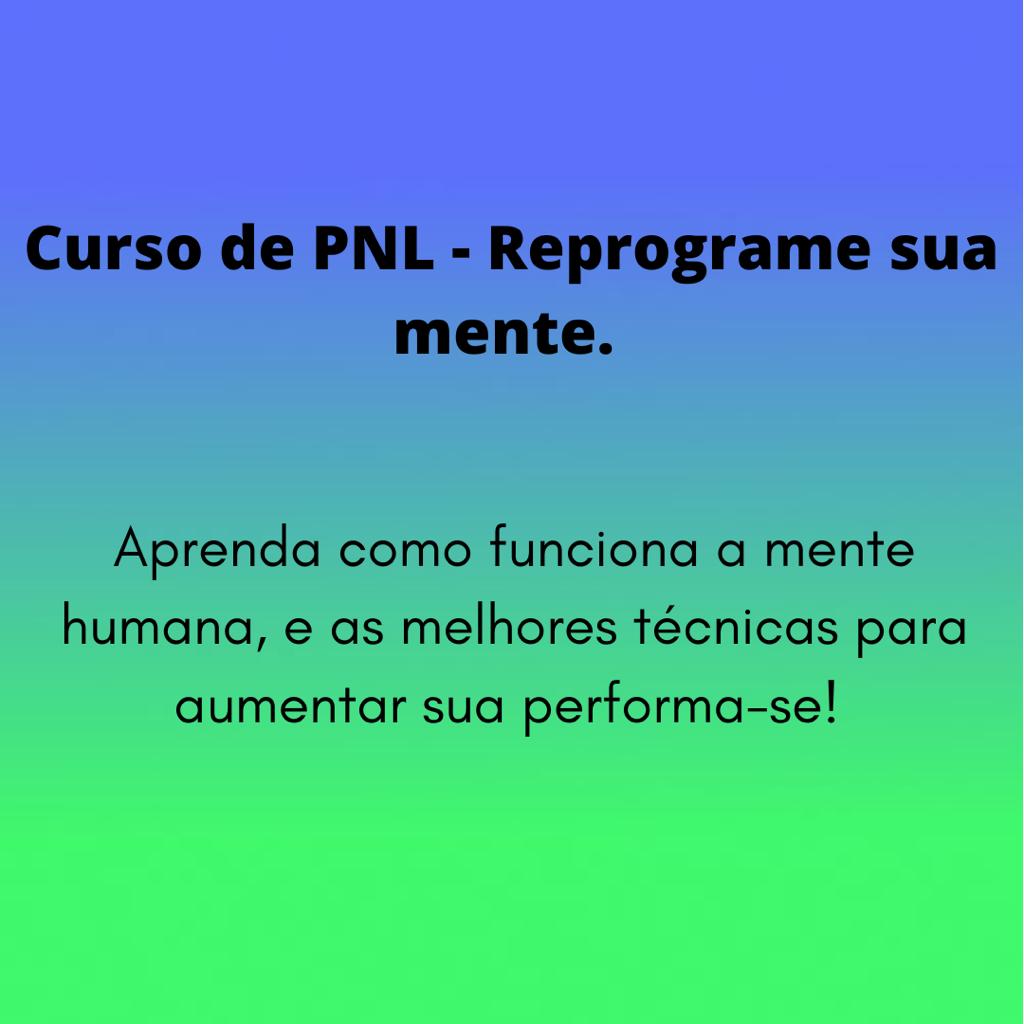 Curso de PNL - Reprograme sua
mente.
Aprenda como funciona a mente
humana, e as melhores técnicas para
aumentar sua performa-se!